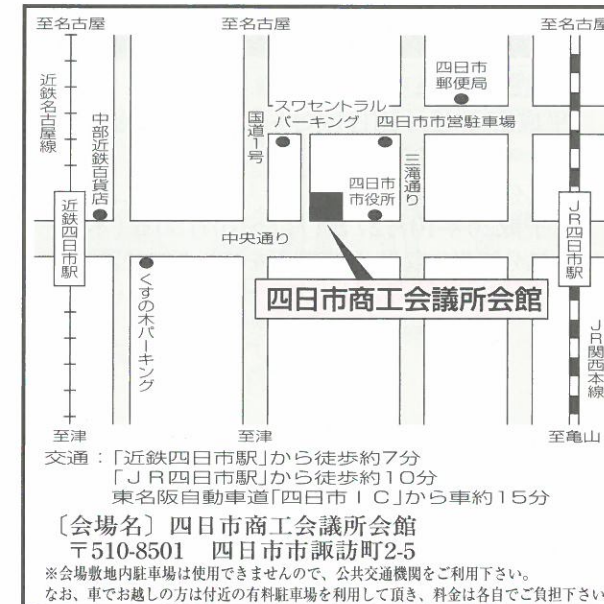 至名古屋
至名古屋
至名古屋
近鉄名古屋線
中部近鉄百貨店
国道1号
スワセントラル
パーキング
四日市
郵便局
四日市市営駐車場
三滝通り
四日市
市役所
近鉄四日市駅
JR四日市駅
中央通り
くすの木パーキング
四日市商工会議所会館
JR関西本線
至津
至津
至亀山
交通：「近鉄四日市駅」から徒歩約7分
「JR四日市駅」から徒歩約10分
東名阪自動車道「四日市IC」から車約15分
〔会場名〕四日市商工会議所会館
〒510-8501　四日市市諏訪町2-5
※会場敷地内駐車場は使用できませんので、公共交通機関をご利用下さい。
なお、車でお越しの方は付近の有料駐車場を利用して頂き、料金は各自でご負担下さい